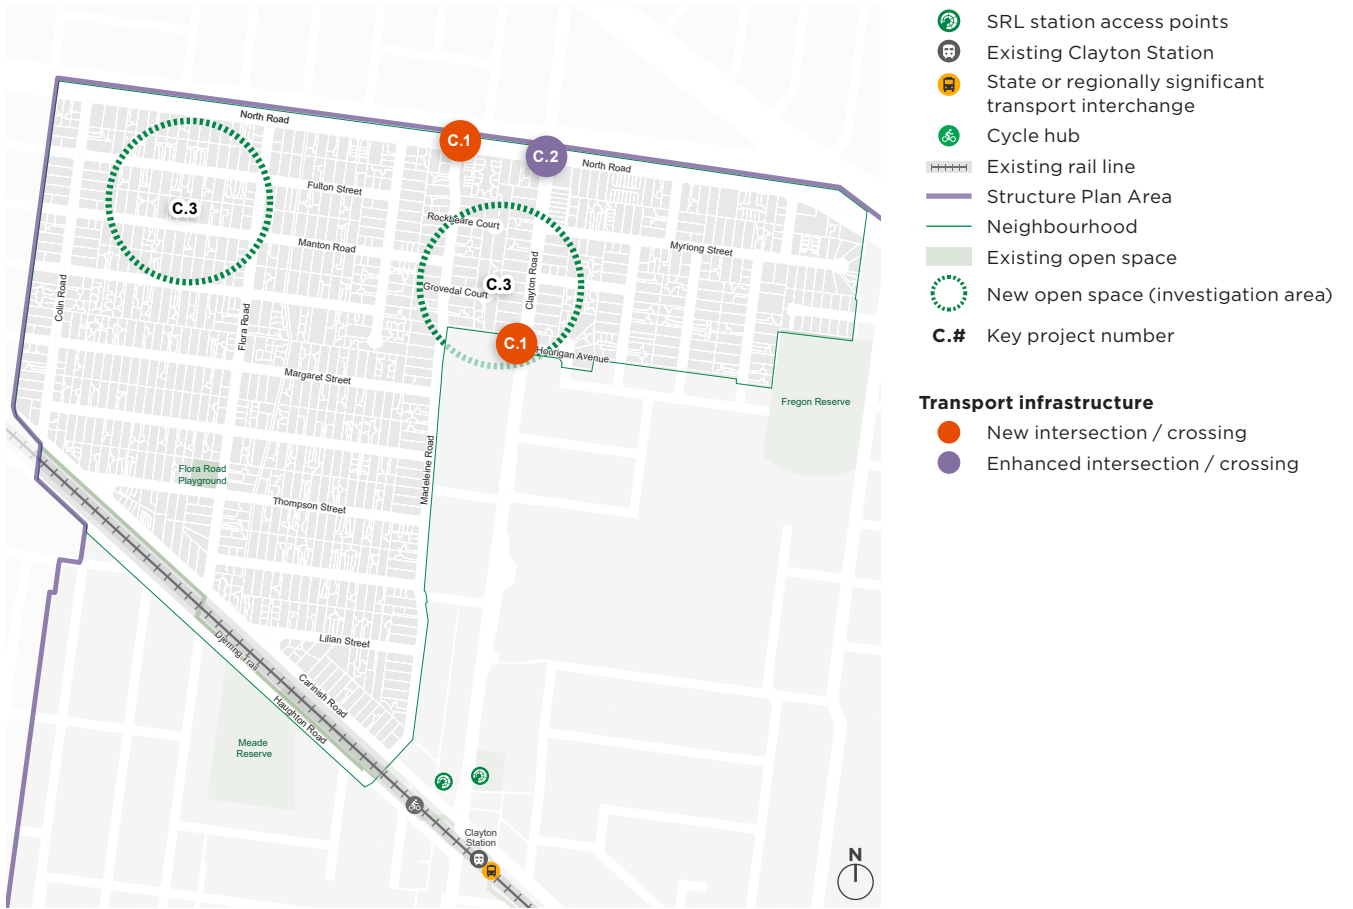 North Road
C.1
C.2
North Road
Fulton Street
C.3
Rockbeare Court
Manton Road
Myriong Street
Clayton Road
Colin Road
C.3
Grovedal Court
Flora Road
C.1
Hourigan Avenue
Margaret Street
Fregon Reserve
Madeleine Road
Flora Road
Playground
Thompson Street
Lilian Street
Djerring Trail
Carinish Road
Haughton Road
Meade
Reserve
Clayton
Station
N
SRL station access points
Existing Clayton Station
State or regionally significant
transport interchange
Cycle hub
Existing rail line
Structure Plan Area
Neighbourhood
Existing open space
New open space (investigation area)
C.# Key project number
Transport infrastructure
New intersection / crossing
Enhanced intersection / crossing